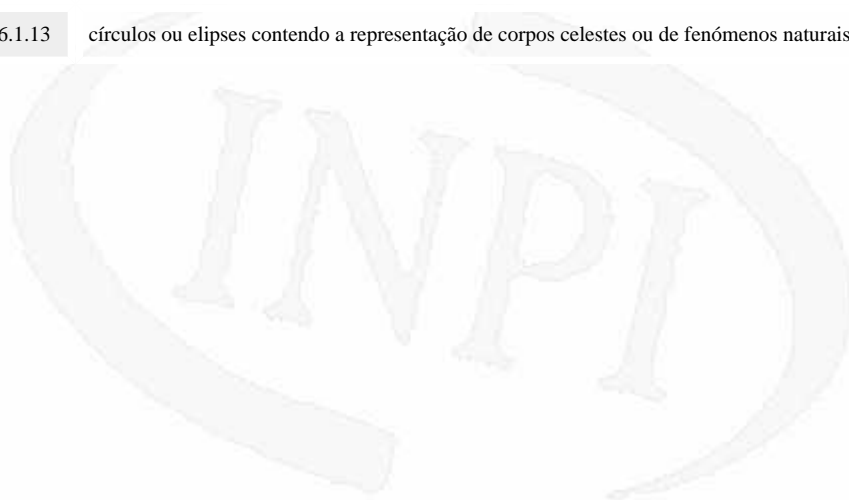 6.1.13 círculos ou elipses contendo a representação de corpos celestes ou de fenómenos naturais
INPI